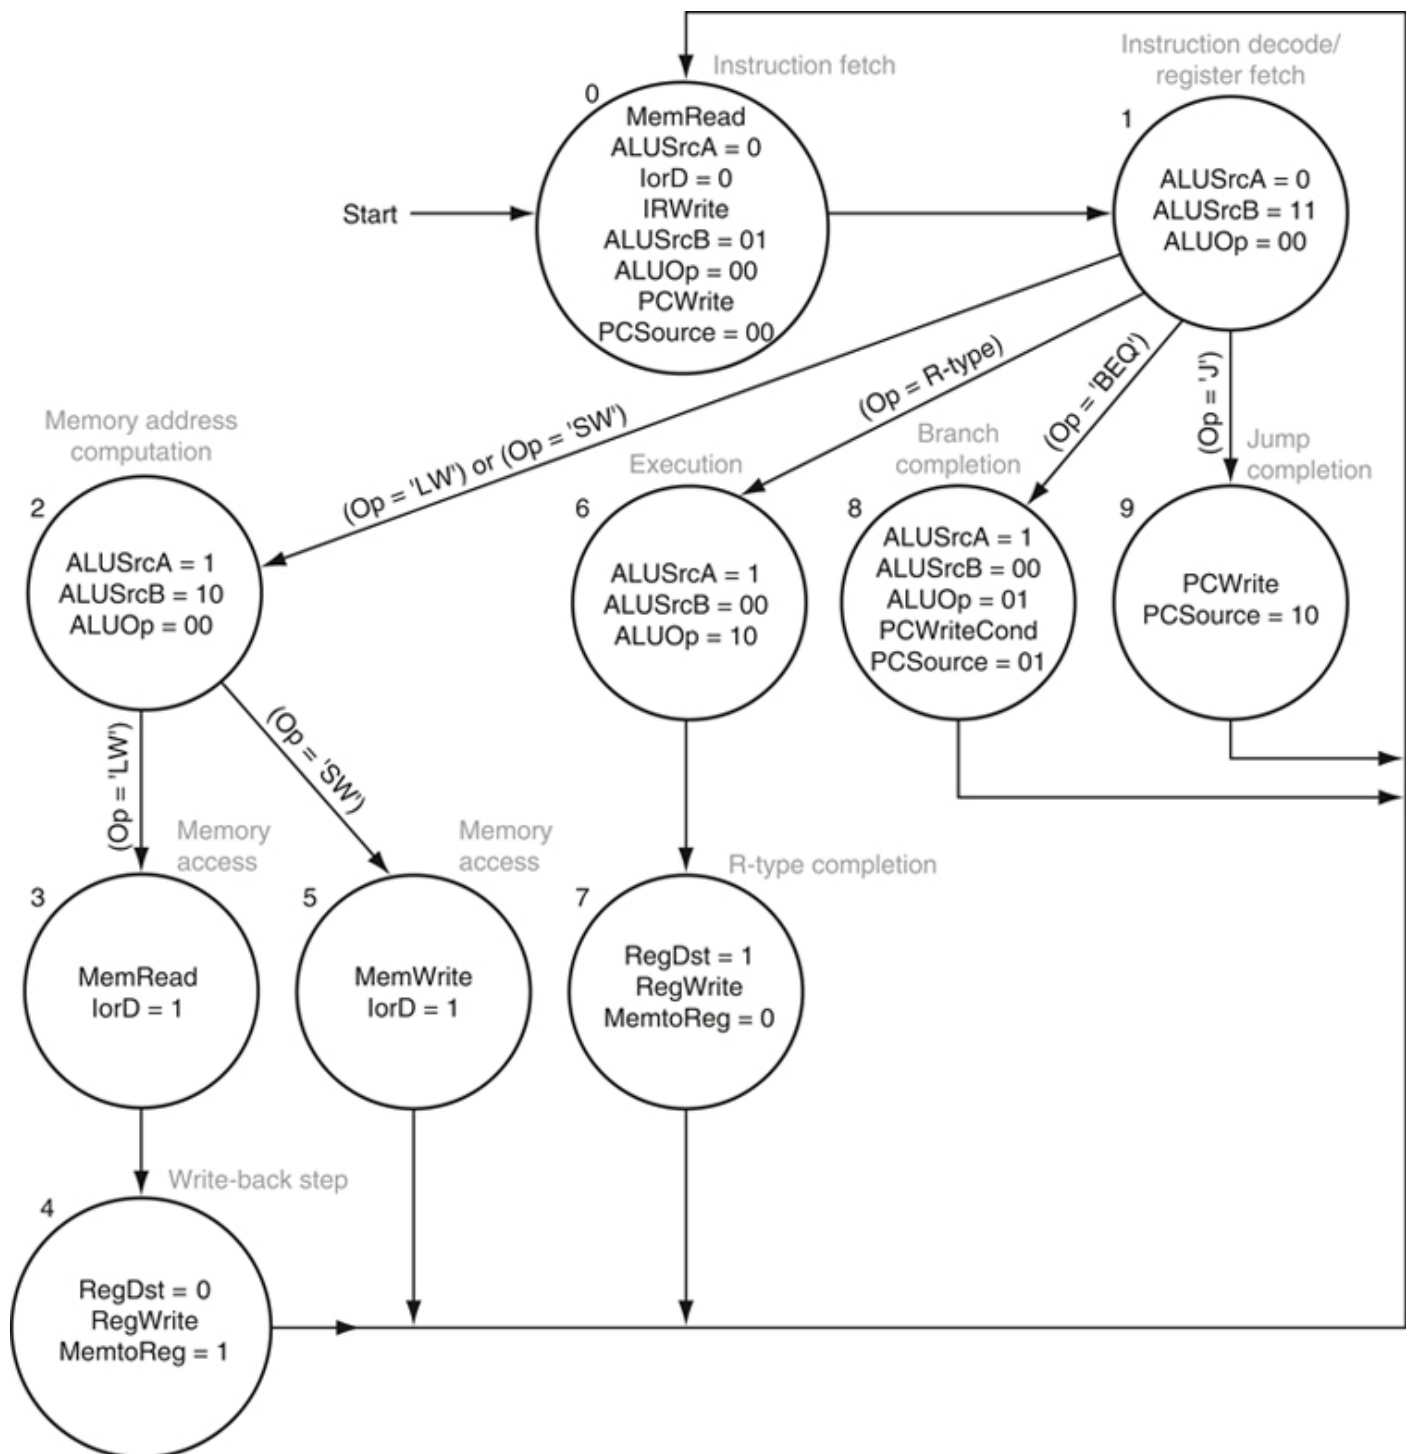 Instruction fetch
0
MemRead
ALUSrcA = 0
IorD = 0
IRWrite
ALUSrcB = 01
ALUOp = 00
PCWrite
PCSource = 00
Start
Instruction decode/
register fetch
1
ALUSrcA = 0
ALUSrcB = 11
ALUOp = 00
(Op = 'LW') or (Op = 'SW')
(Op = R-type)
(Op = 'BEQ')
(Op = 'J')
Memory address
computation
2
ALUSrcA = 1
ALUSrcB = 10
ALUOp = 00
Execution
6
ALUSrcA = 1
ALUSrcB = 00
ALUOp = 10
Branch
completion
8
ALUSrcA = 1
ALUSrcB = 00
ALUOp = 01
PCWriteCond
PCSource = 01
Jump
completion
9
PCWrite
PCSource = 10
(Op = 'LW')
(Op = 'SW')
Memory
access
3
MemRead
IorD = 1
Memory
access
5
MemWrite
IorD = 1
R-type completion
7
RegDst = 1
RegWrite
MemtoReg = 0
Write-back step
4
RegDst = 0
RegWrite
MemtoReg = 1